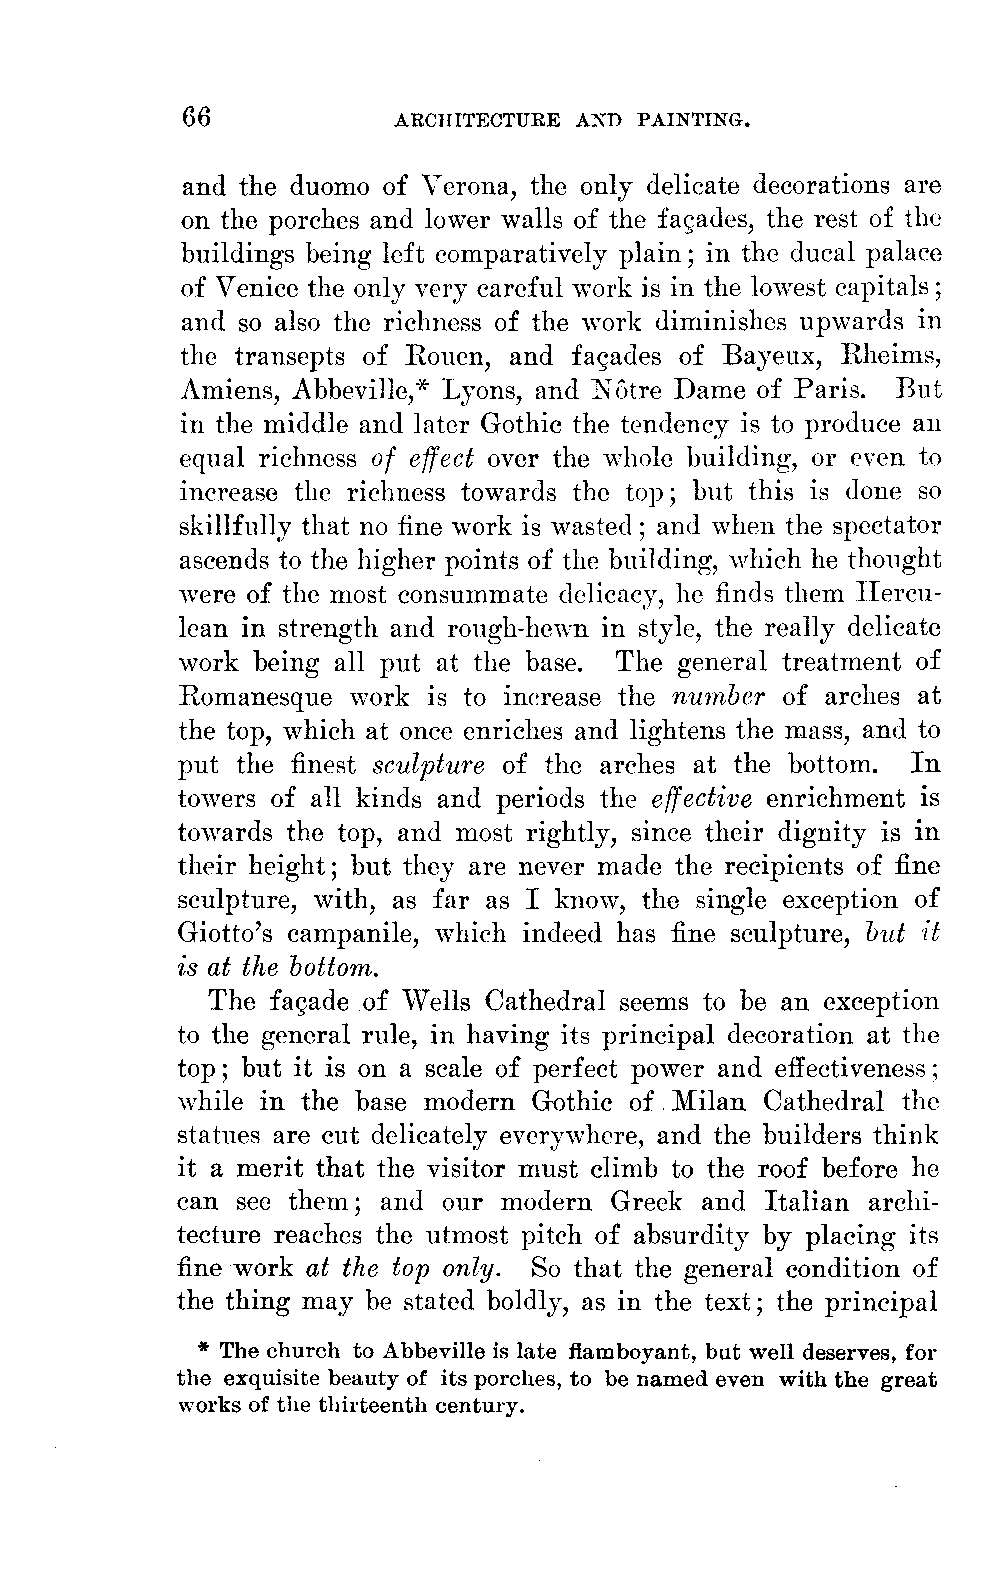 66 ARCHITECTURE AND PAINTING.
and the duomo of Verona, the only delicate decorations are
on the porches and lower walls of the façades, the rest of the
buildings being left comparatively plain; in the ducal palace
of Venice the only very careful work is in the lowest capitals;
and so also the richness of the work diminishes upwards in
the transepts of Rouen, and façades of Bayeux, Rheims,
Amiens, Abbeville,* Lyons, and Nôtre Dame of Paris. But
in the middle and later Gothic the tendency is to produce an
equal richness of effect over the whole building, or even to
increase the richness towards the top; but this is done so
skillfully that no fine work is wasted; and when the spectator
ascends to the higher points of the building, which he thought
were of the most consummate delicacy, he finds them Hercu-
lean in strength and rough-hewn in style, the really delicate
work being all put at the base. The general treatment of
Romanesque work is to increase the number of arches at
the top, which at once enriches and lightens the mass, and to
put the finest sculpture of the arches at the bottom. In
towers of all kinds and periods the effective enrichment is
towards the top, and most rightly, since their dignity is in
their height; but they are never made the recipients of fine
sculpture, with, as far as I know, the single exception of
Giotto's campanile, which indeed has fine sculpture, but it
is at the bottom.
The façade of Wells Cathedral seems to be an exception
to the general rule, in having its principal decoration at the
top; but it is on a scale of perfect power and effectiveness;
while in the base modern Gothic of Milan Cathedral the
statues are cut delicately everywhere, and the builders think
it a merit that the visitor must climb to the roof before he
can see them; and our modern Greek and Italian archi-
tecture reaches the utmost pitch of absurdity by placing its
fine work at the top only. So that the general condition of
the thing may be stated boldly, as in the text; the principal
* The church to Abbeville is late flamboyant, but well deserves, for
the exquisite beauty of its porches, to be named even with the great
works of the thirteenth century.